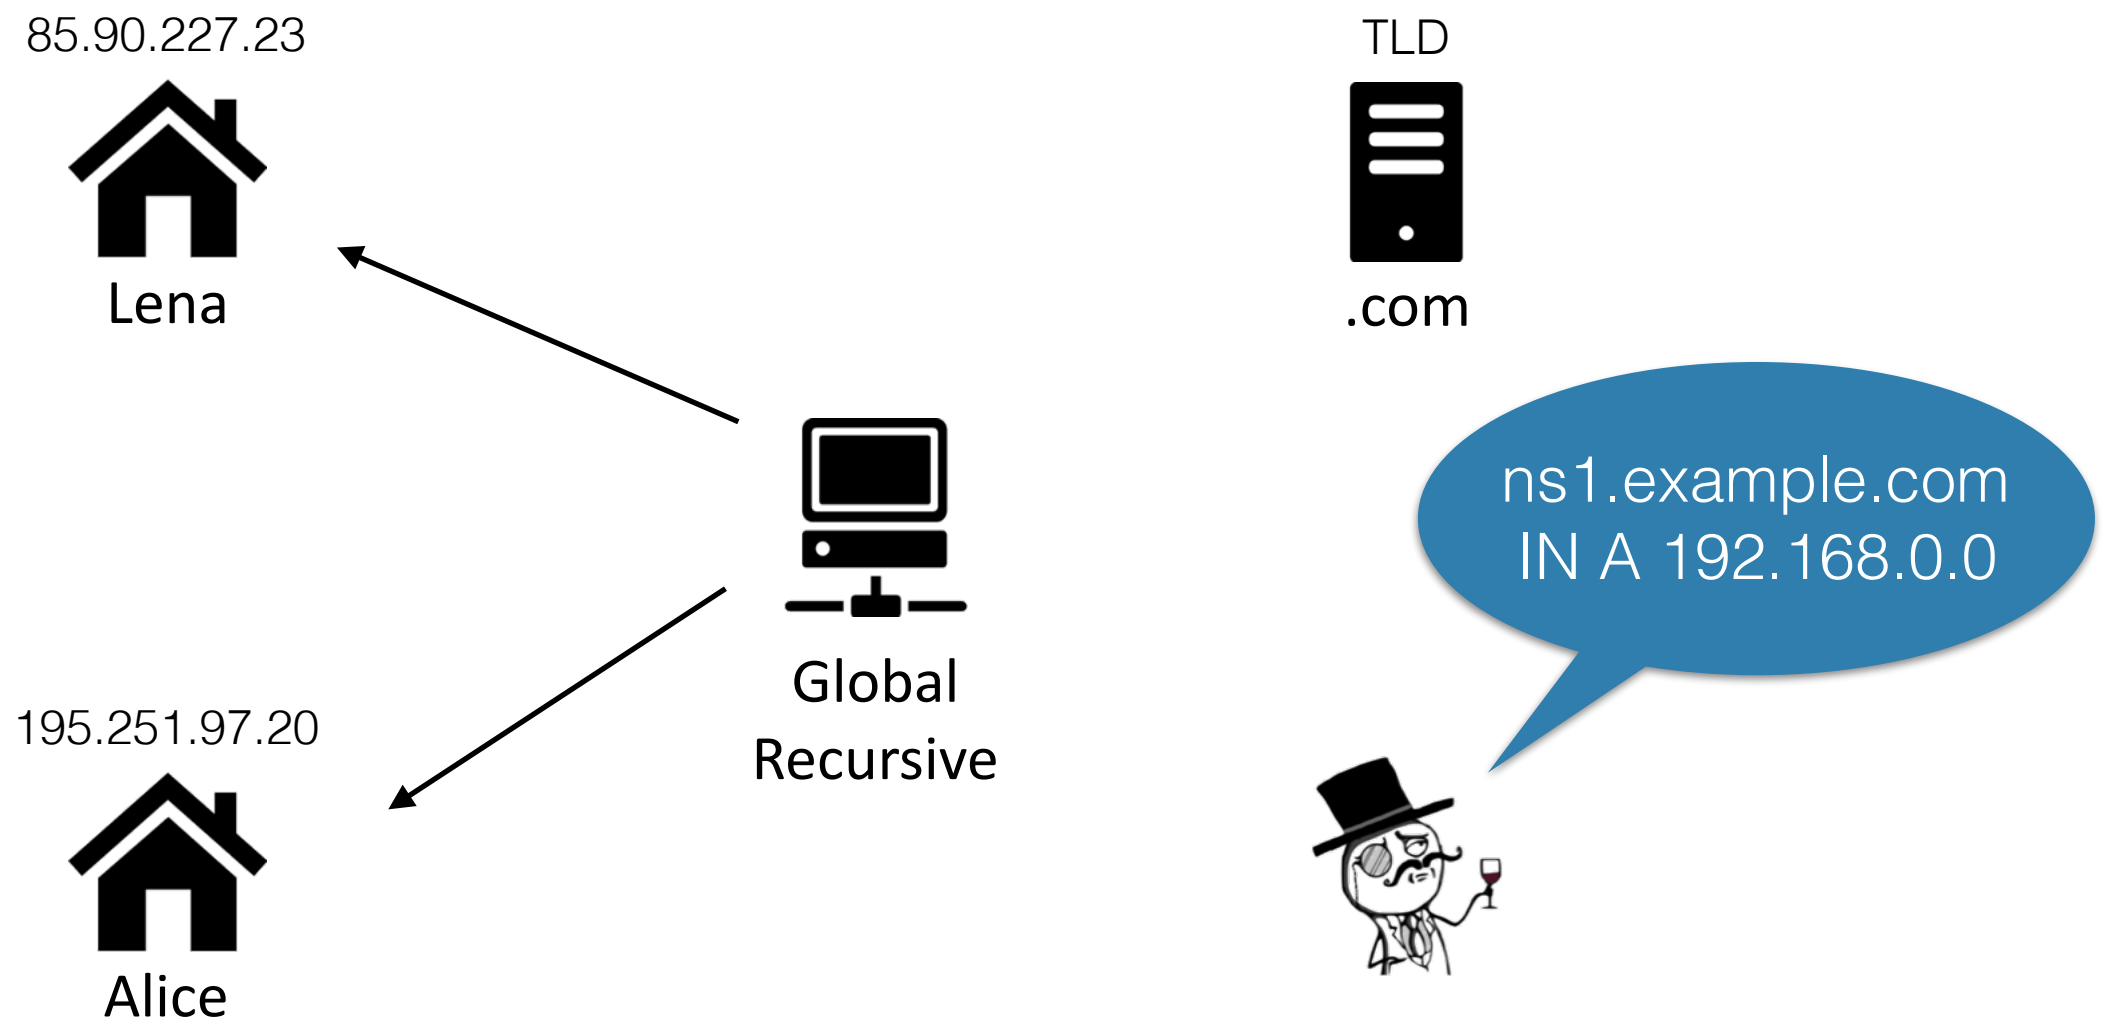 85.90.227.23
Lena
TLD
.com
ns1.example.com
IN A 192.168.0.0
Global
Recursive
195.251.97.20
Alice